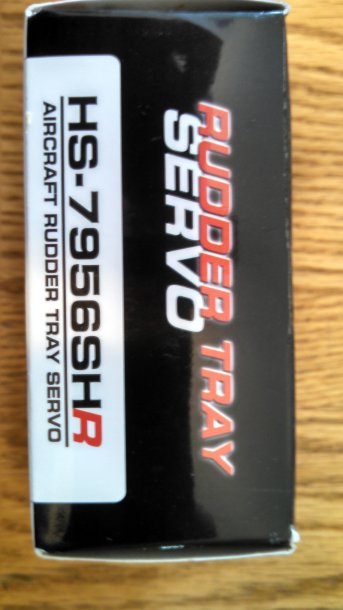 RUDDER TRAY
SERVO
HS-7956SHR
AIRCRAFT RUDDER TRAY SERVO